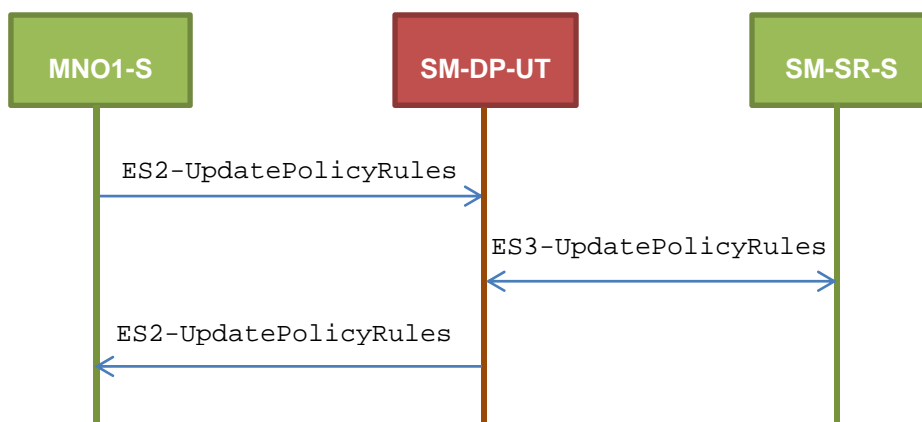 MNO1-S
SM-DP-UT
SM-SR-S
ES2-UpdatePolicyRules
ES3-UpdatePolicyRules
ES2-UpdatePolicyRules